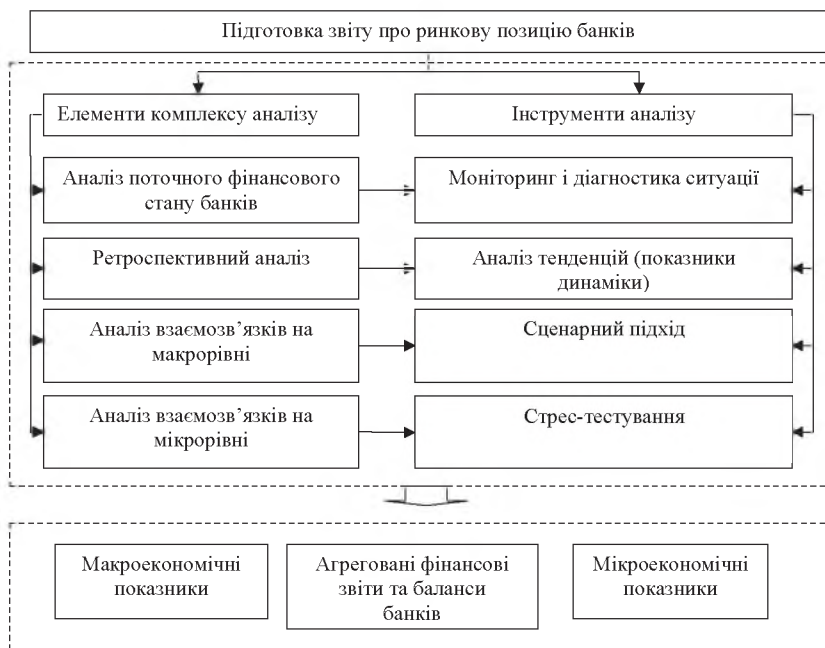 Підготовка звіту про ринкову позицію банків
Елементи комплексу аналізу
Інструменти аналізу
Аналіз поточного фінансового
стану банків
Моніторинг і діагностика ситуації
Ретроспективний аналіз
Аналіз тенденцій (показники
динаміки)
Аналіз взаємозв’язків на
макрорівні
Сценарний підхід
Аналіз взаємозв’язків на
мікрорівні
Стрес-тестування
Макроекономічні
показники
Агреговані фінансові
звіти та баланси
банків
Мікроекономічні
показники